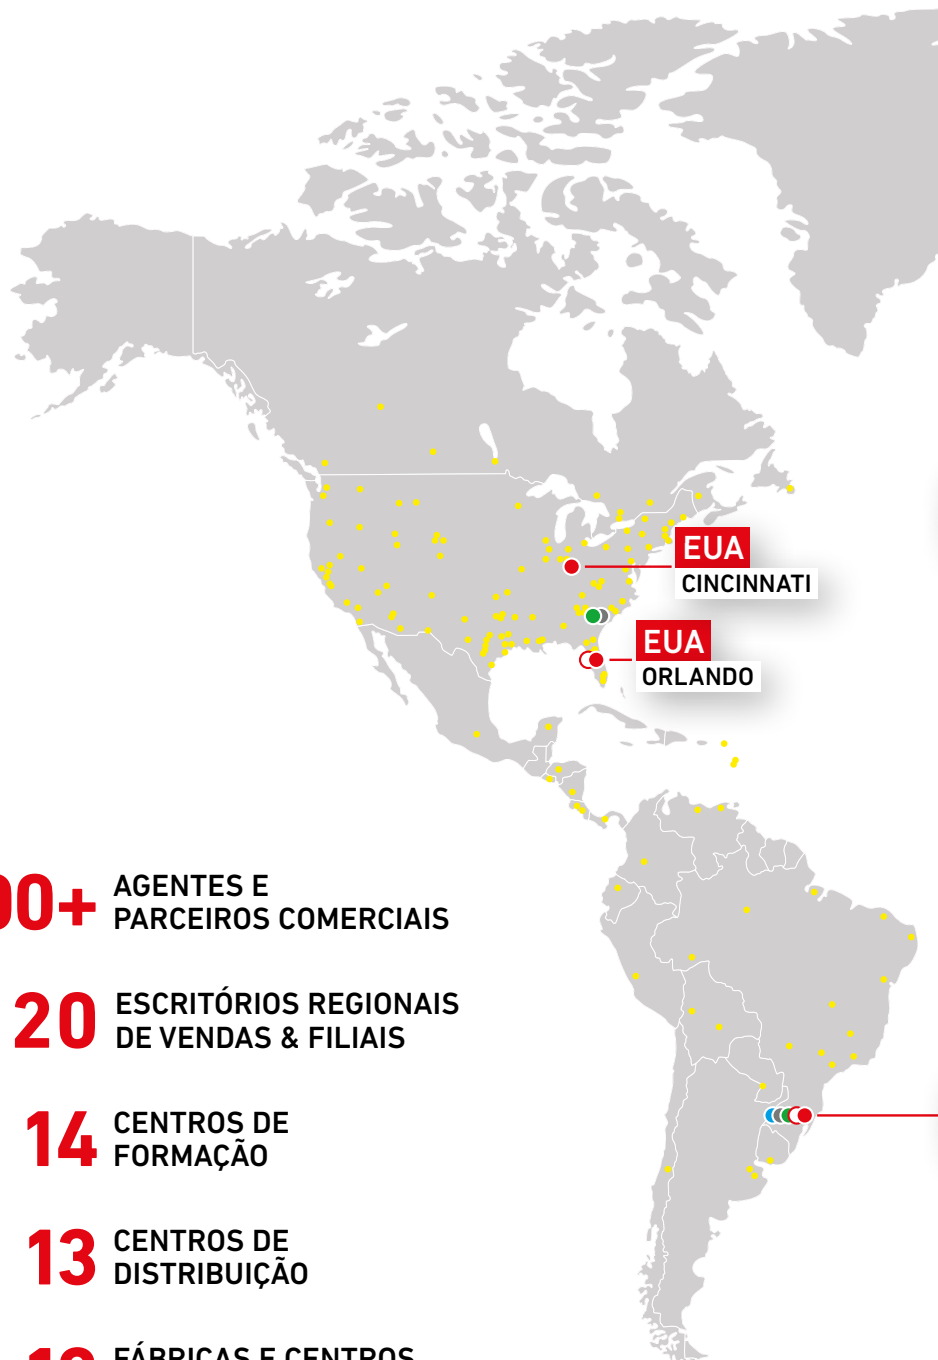 EUA
CINCINNATI
EUA
ORLANDO
00+ AGENTES E
PARCEIROS COMERCIAIS
20 ESCRITÓRIOS REGIONAIS
DE VENDAS & FILIAIS
14 CENTROS DE
FORMAÇÃO
13 CENTROS DE
DISTRIBUIÇÃO
FÁBRICAS E CENTROS